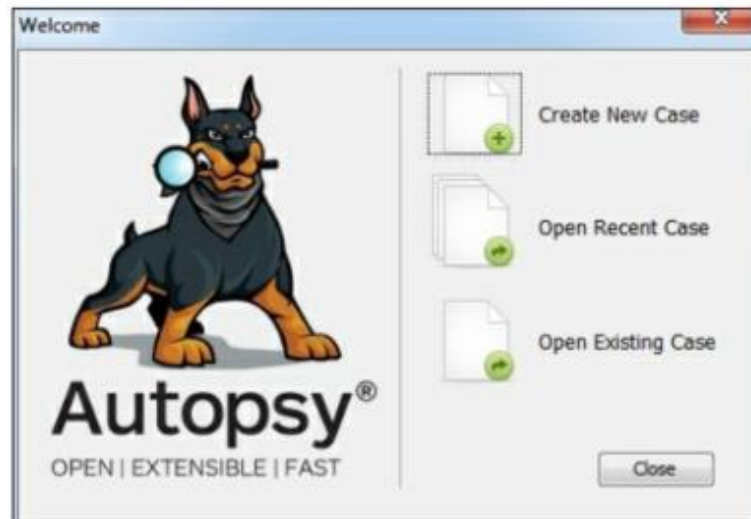 Welcome
Create New Case
Open Recent Case
Open Existing Case
Autopsy®
OPEN | EXTENSIBLE | FAST
Close